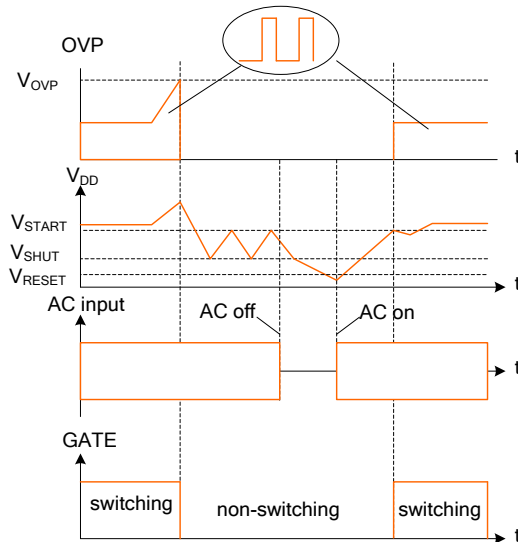 OVP
VOVP
t
VDD
VSTART
VSHUT
VRESET
t
AC input
AC off
AC on
t
GATE
switching
non-switching
switching
t